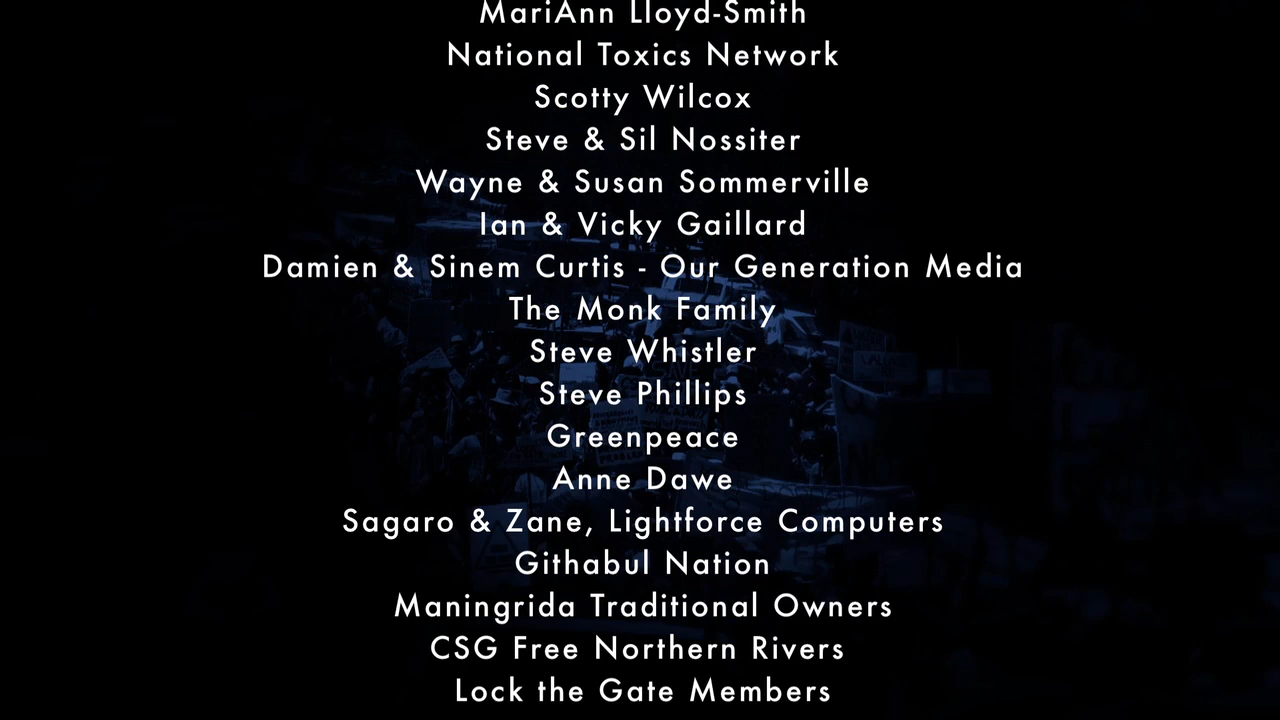 MariAnn Lloyd-Smith
National Toxics Network
Scotty Wilcox
Steve & Sil Nossiter
Wayne & Susan Sommerville
Ian & Vicky Gaillard
Damien & Sinem Curtis - Our Generation Media
The Monk Family
Steve Whistler
Steve Phillips
Greenpeace
Anne Dawe
Sagaro & Zane, Lightforce Computers
Githabul Nation
Maningrida Traditional Owners
CSG Free Northern Rivers
Lock the Gate Members